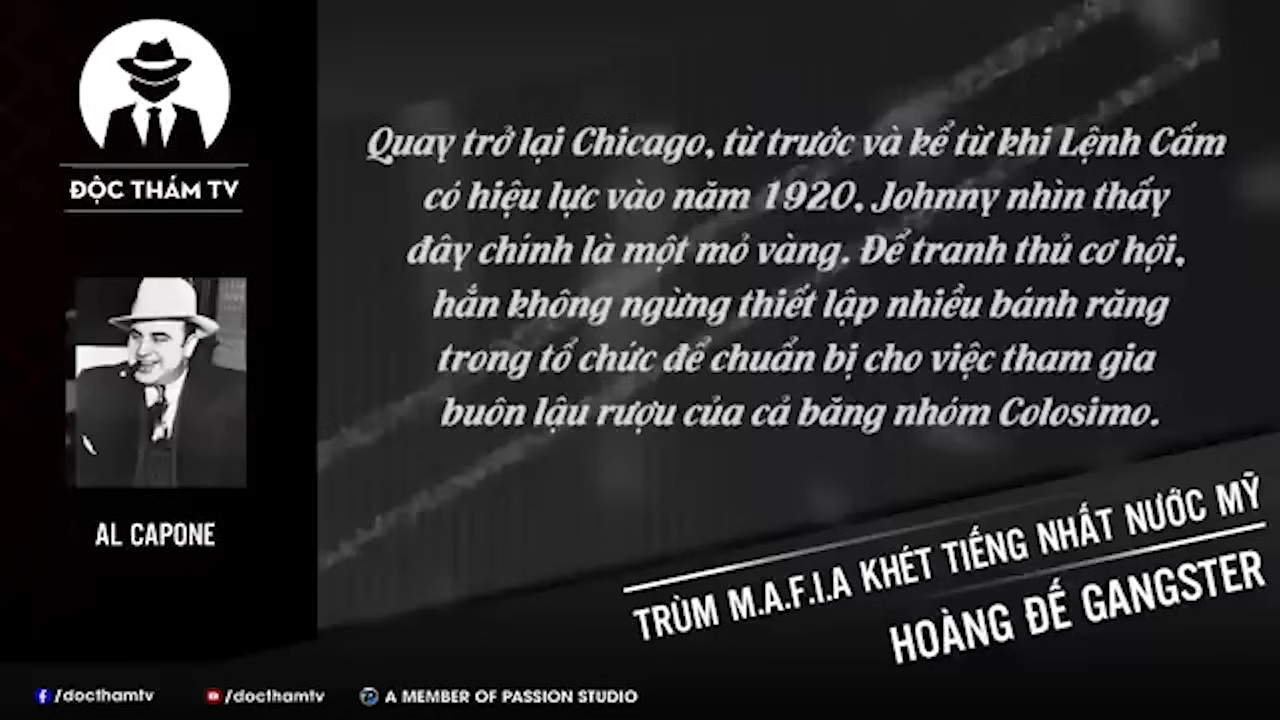 ĐỘC THÁM TV
AL CAPONE
Quay trở lại Chicago, từ trước và kể từ khi Lệnh Cấm
có hiệu lực vào năm 1920, Johnny nhìn thấy
đây chính là một mỏ vàng. Để tranh thủ cơ hội,
hắn không ngừng thiết lập nhiều bánh răng
trong tổ chức để chuẩn bị cho việc tham gia
buôn lậu rượu của cả băng nhóm Colosimo.
TRÙM M.A.F.I.A KHÉT TIẾNG NHẤT NƯỚC MỸ
HOÀNG ĐẾ GANGSTER
/docthamtv
/docthamtv
A MEMBER OF PASSION STUDIO